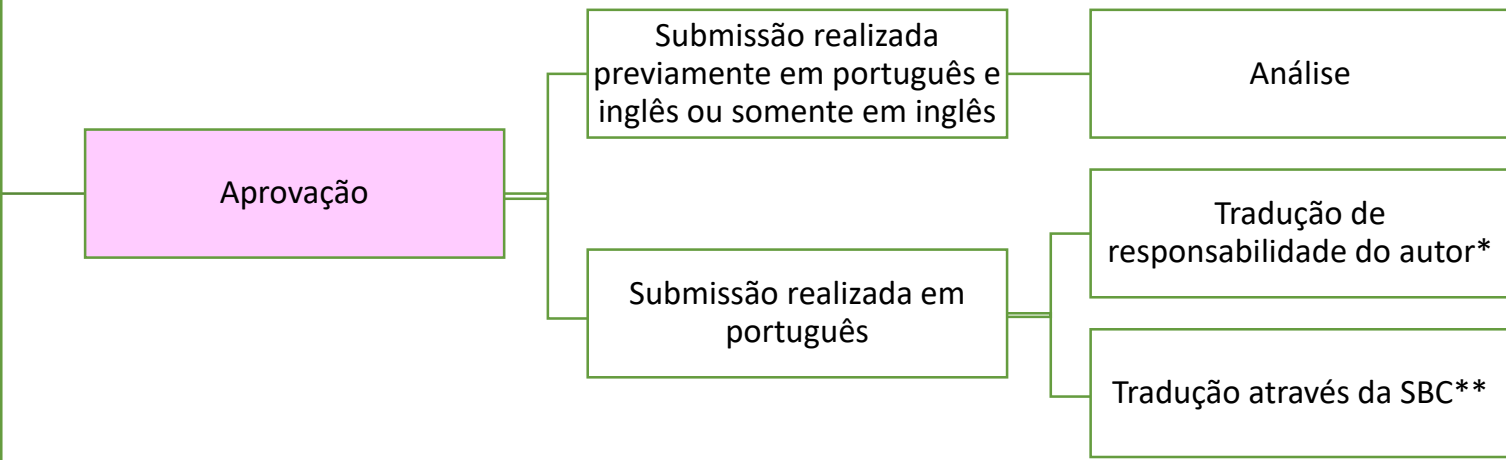 Submissão realizada
previamente em português e
inglês ou somente em inglês
Análise
Aprovação
Tradução de
responsabilidade do autor*
Submissão realizada em
português
Tradução através da SBC**